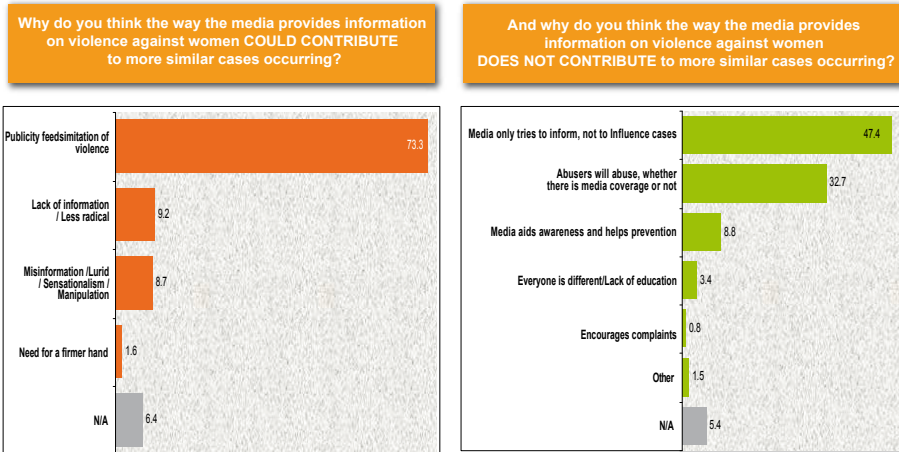 Why do you think the way the media provides information
on violence against women COULD CONTRIBUTE
to more similar cases occurring?
Publicity feedsimitation of
violence
73.3
Lack of information
/ Less radical
9.2
Misinformation /Lurid
/ Sensationalism /
Manipulation
8.7
Need for a firmer hand
1.6
N/A
6.4
And why do you think the way the media provides
information on violence against women
DOES NOT CONTRIBUTE to more similar cases occurring?
Media only tries to inform, not to Influence cases
47.4
Abusers will abuse, whether
there is media coverage or not
32.7
Media aids awareness and helps prevention
8.8
Everyone is different/Lack of education
3.4
Encourages complaints
0.8
Other
1.5
N/A
5.4